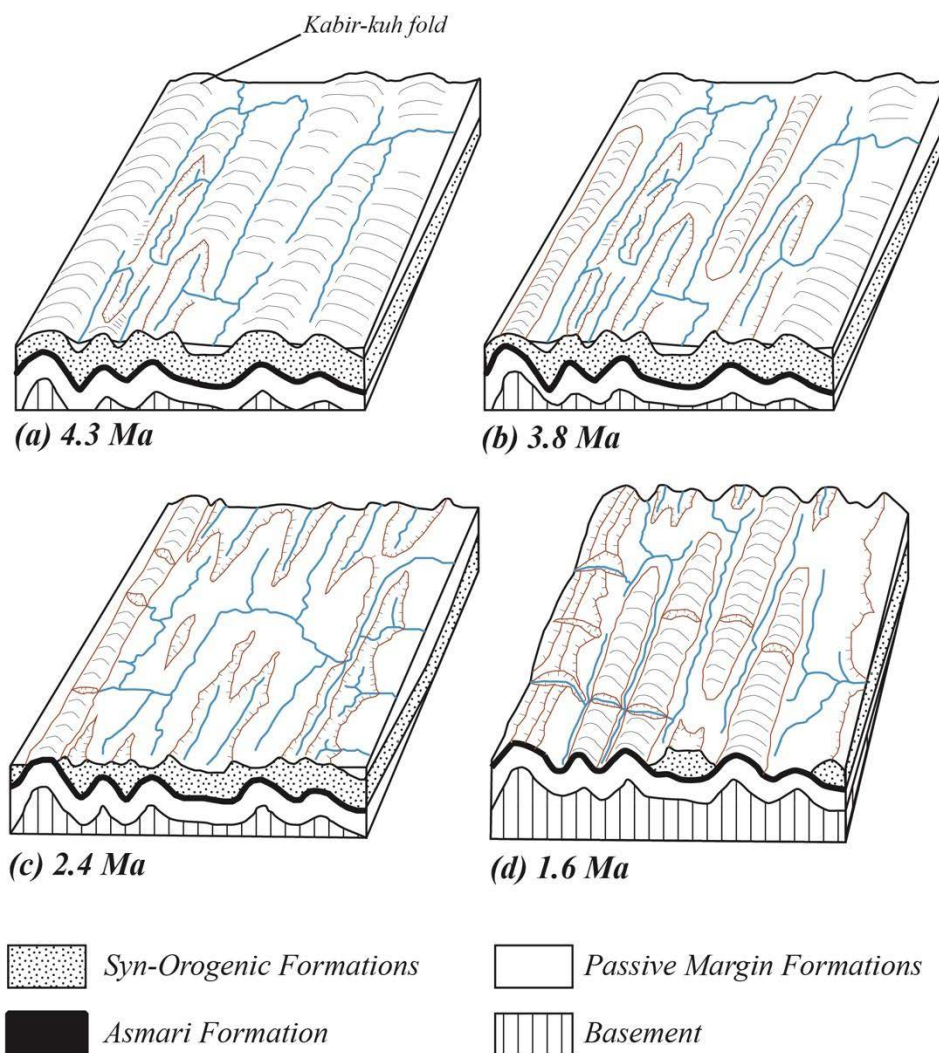 Kabir-kuh fold
(a) 4.3 Ma
(b) 3.8 Ma
(c) 2.4 Ma
(d) 1.6 Ma
Syn-Orogenic Formations
Passive Margin Formations
Asmari Formation
Basement